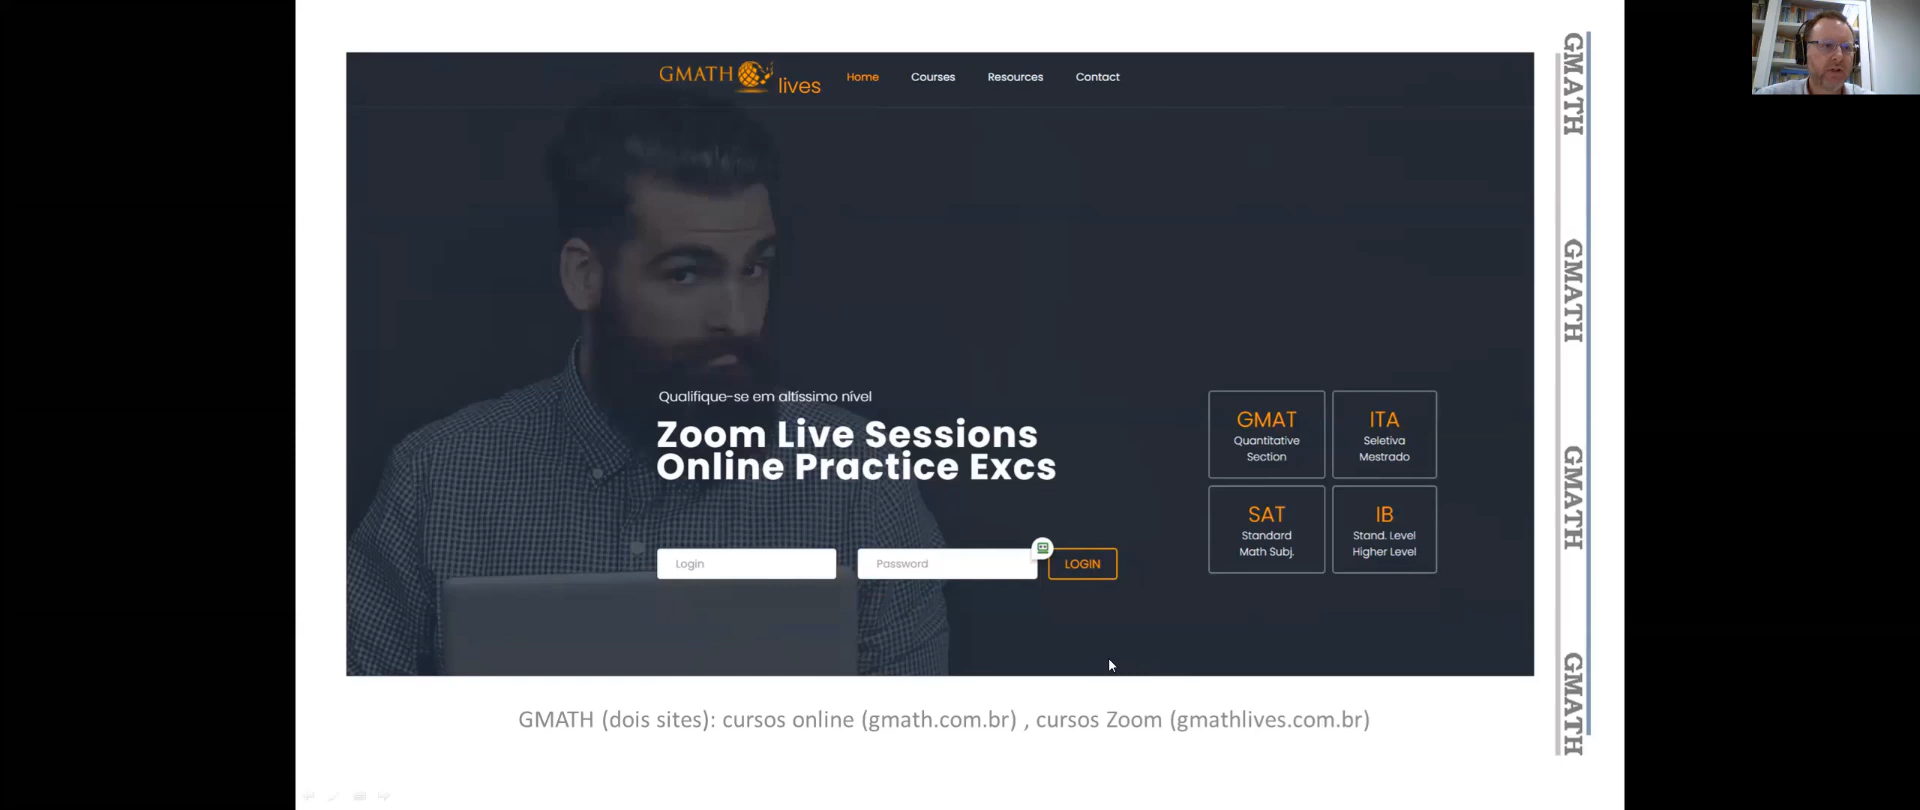 GMATH lives
Home
Courses
Resources
Contact
Qualifique-se em altíssimo nível
Zoom Live Sessions
Online Practice Excs
Login
Password
LOGIN
GMAT
Quantitative
Section
ITA
Seletiva
Mestrado
SAT
Standard
Math Subj.
IB
Stand. Level
Higher Level
GMATH (dois sites): cursos online (gmath.com.br) , cursos Zoom (gmathlives.com.br)
GMATH
GMATH
GMATH
GMATH